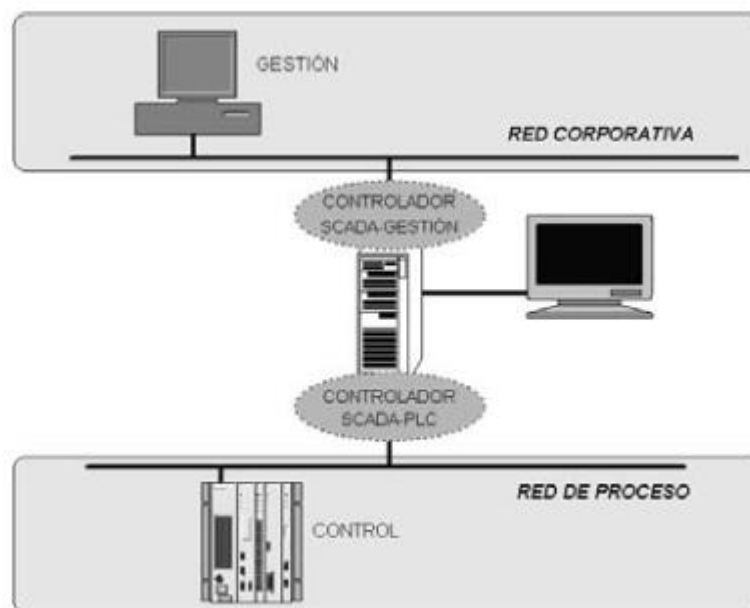 GESTIÓN
RED CORPORATIVA
CONTROLADOR
SCADA-GESTIÓN
CONTROLADOR
SCADA-PLC
RED DE PROCESO
CONTROL